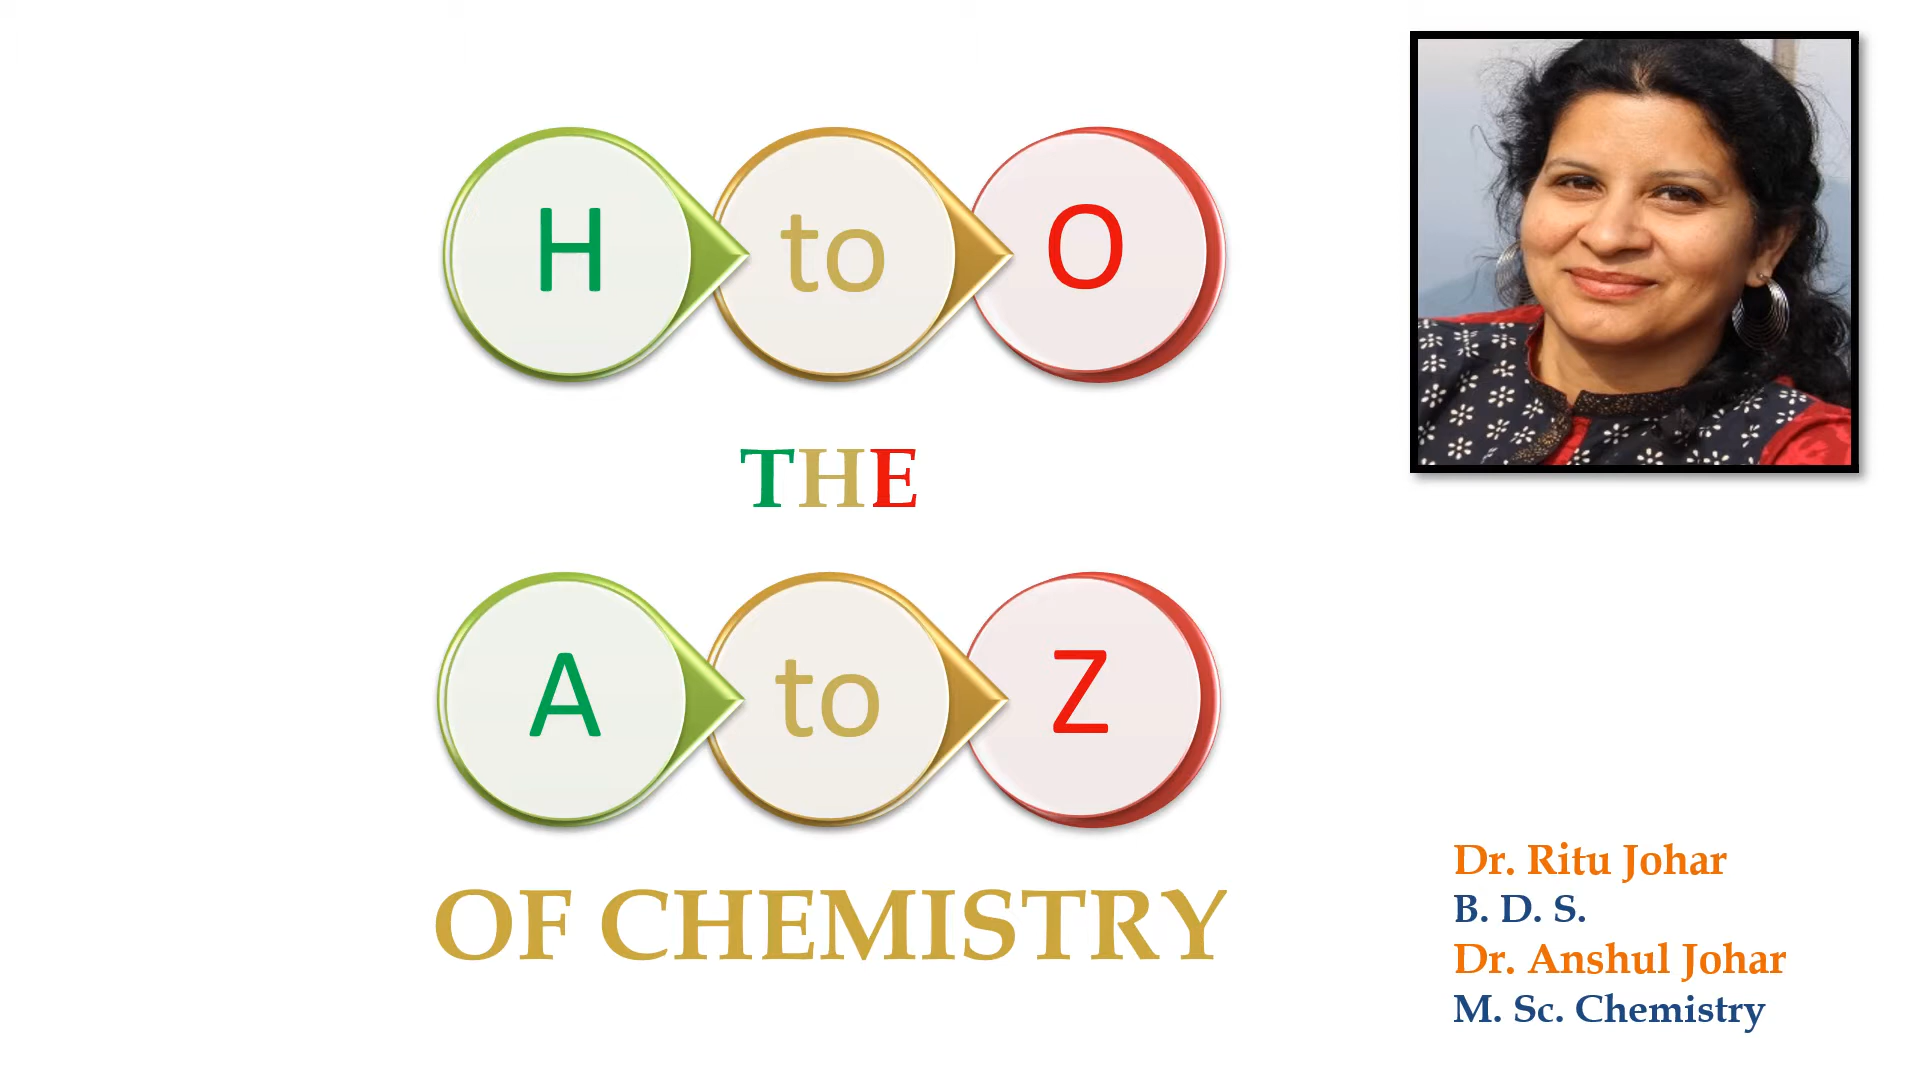 H to O
THE
A to Z
OF CHEMISTRY
Dr. Ritu Johar
B. D. S.
Dr. Anshul Johar
M. Sc. Chemistry